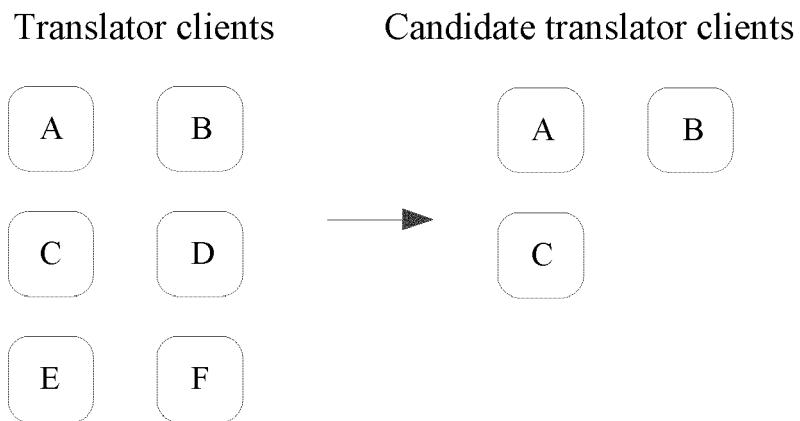 Translator clients
Candidate translator clients
A
B
A
B
C
D
C
E
F